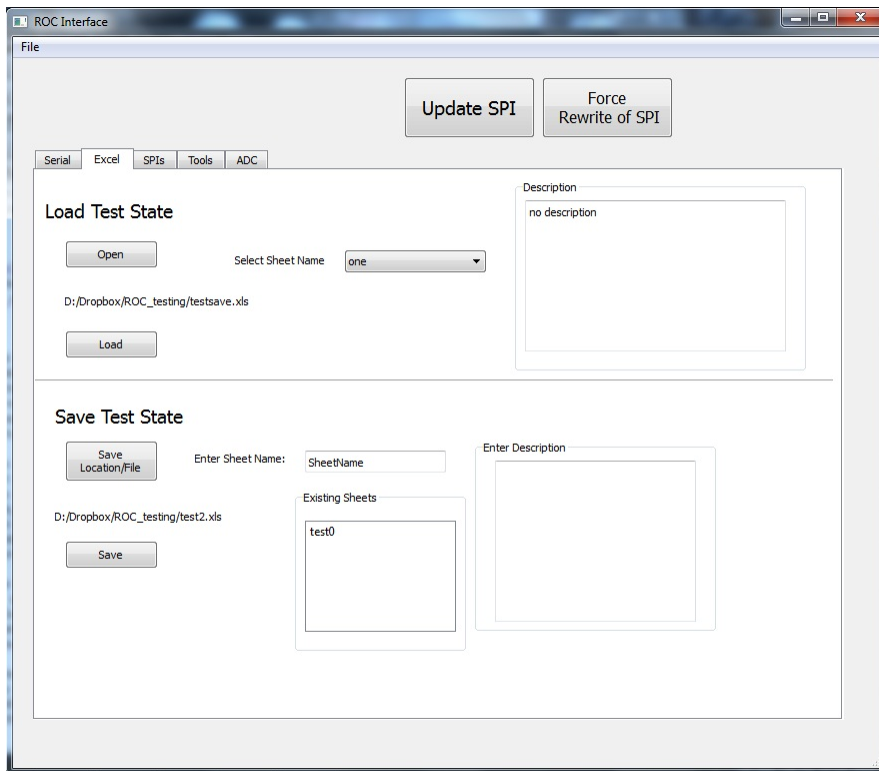 ROC Interface
File
Update SPI
Force
Rewrite of SPI
Serial Excel SPIs Tools ADC
Load Test State
Description
no description
Open
Select Sheet Name
one
D:/Dropbox/ROC_testing/testsave.xls
Load
Save Test State
Save
Location/File
Enter Sheet Name:
SheetName
Enter Description
Existing Sheets
test0
D:/Dropbox/ROC_testing/test2.xls
Save